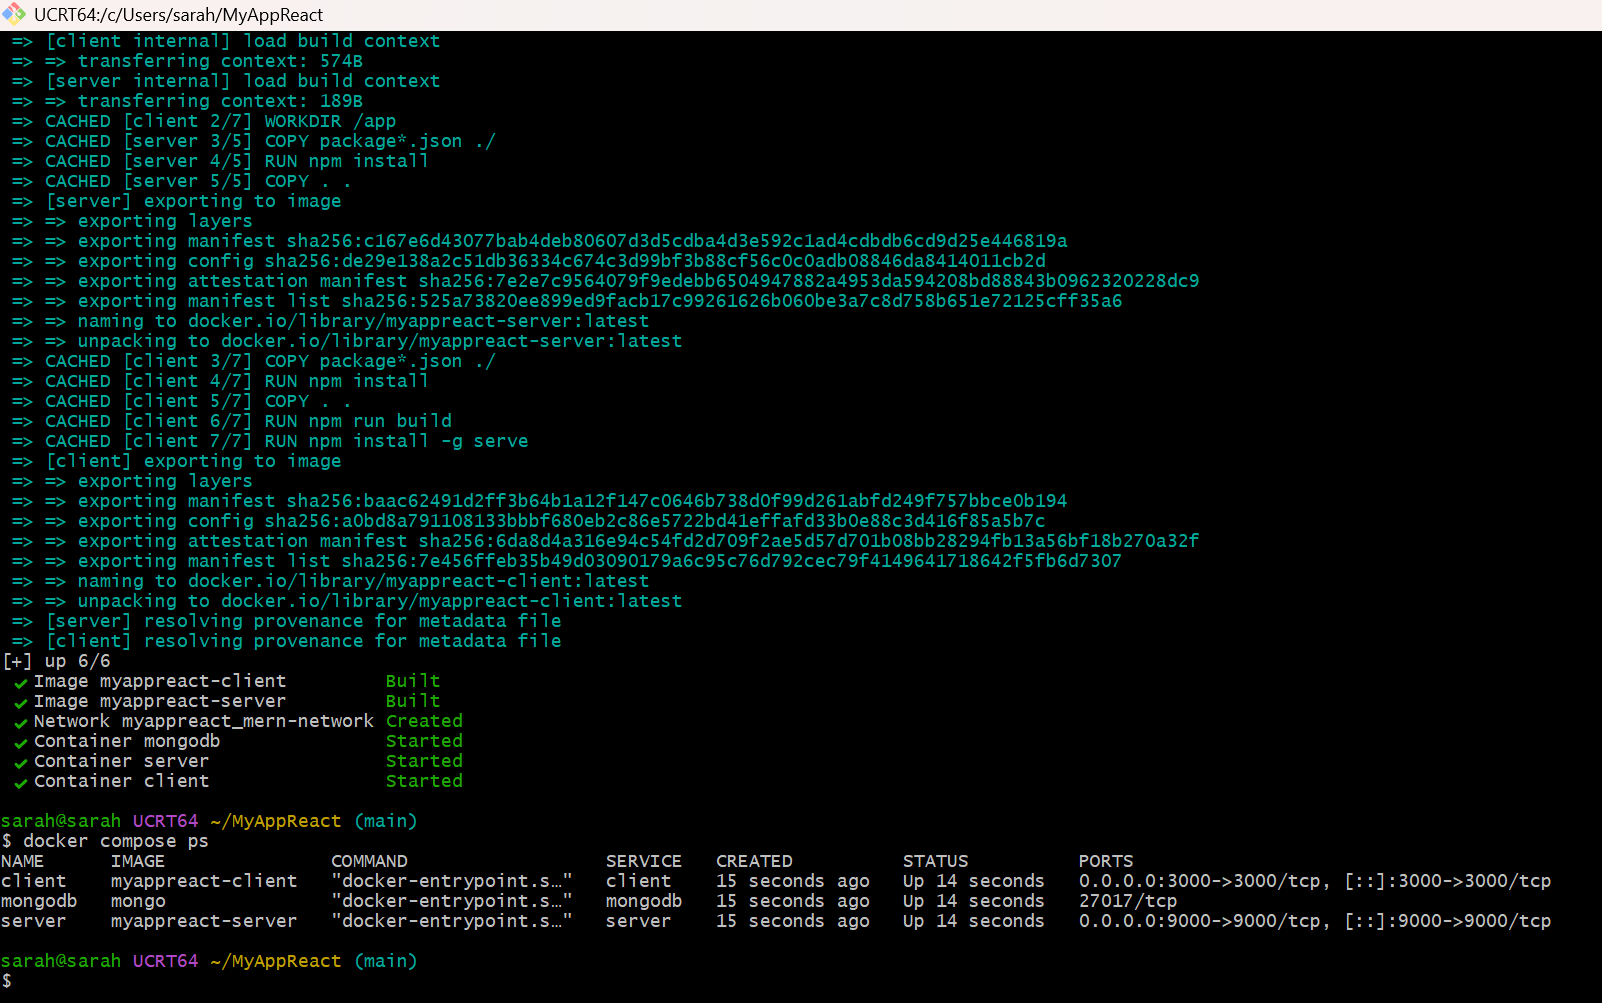 UCRT64:/c/Users/sarah/MyAppReact
=> [client internal] load build context
=> => transferring context: 574B
=> [server internal] load build context
=> => transferring context: 189B
=> CACHED [client 2/7] WORKDIR /app
=> CACHED [server 3/5] COPY package*.json ./
=> CACHED [server 4/5] RUN npm install
=> CACHED [server 5/5] COPY . .
=> [server] exporting to image
=> => exporting layers
=> => exporting manifest sha256:c167e6d43077bab4deb80607d3d5cdba4d3e592c1ad4cdbdb6cd9d25e446819a
=> => exporting config sha256:de29e138a2c51db36334c674c3d99bf3b88cf56c0c0adb08846da8414011cb2d
=> => exporting attestation manifest sha256:7e2e7c9564079f9edebb6504947882a4953da594208bd88843b0962320228dc9
=> => exporting manifest list sha256:525a73820ee899ed9facb17c99261626b060be3a7c8d758b651e72125cff35a6
=> => naming to docker.io/library/myappreact-server:latest
=> => unpacking to docker.io/library/myappreact-server:latest
=> CACHED [client 3/7] COPY package*.json ./
=> CACHED [client 4/7] RUN npm install
=> CACHED [client 5/7] COPY . .
=> CACHED [client 6/7] RUN npm run build
=> CACHED [client 7/7] RUN npm install -g serve
=> [client] exporting to image
=> => exporting layers
=> => exporting manifest sha256:baac62491d2ff3b64b1a12f147c0646b738d0f99d261abfd249f757bbce0b194
=> => exporting config sha256:a0bd8a791108133bbbf680eb2c86e5722bd41effafd33b0e88c3d416f85a5b7c
=> => exporting attestation manifest sha256:6da8d4a316e94c54fd2d709f2ae5d57d701b08bb28294fb13a56bf18b270a32f
=> => exporting manifest list sha256:7e456ffeb35b49d03090179a6c95c76d792cec79f4149641718642f5fb6d7307
=> => naming to docker.io/library/myappreact-client:latest
=> => unpacking to docker.io/library/myappreact-client:latest
=> [server] resolving provenance for metadata file
=> [client] resolving provenance for metadata file
[+] up 6/6
✔ Image myappreact-client Built
✔ Image myappreact-server Built
✔ Network myappreact_mern-network Created
✔ Container mongodb Started
✔ Container server Started
✔ Container client Started
sarah@sarah UCRT64 ~/MyAppReact (main)
$ docker compose ps
NAME IMAGE COMMAND SERVICE CREATED STATUS PORTS
client myappreact-client "docker-entrypoint.s…" client 15 seconds ago Up 14 seconds 0.0.0.0:3000->3000/tcp, [::]:3000->3000/tcp
mongodb mongo "docker-entrypoint.s…" mongodb 15 seconds ago Up 14 seconds 27017/tcp
server myappreact-server "docker-entrypoint.s…" server 15 seconds ago Up 14 seconds 0.0.0.0:9000->9000/tcp, [::]:9000->9000/tcp
sarah@sarah UCRT64 ~/MyAppReact (main)
$